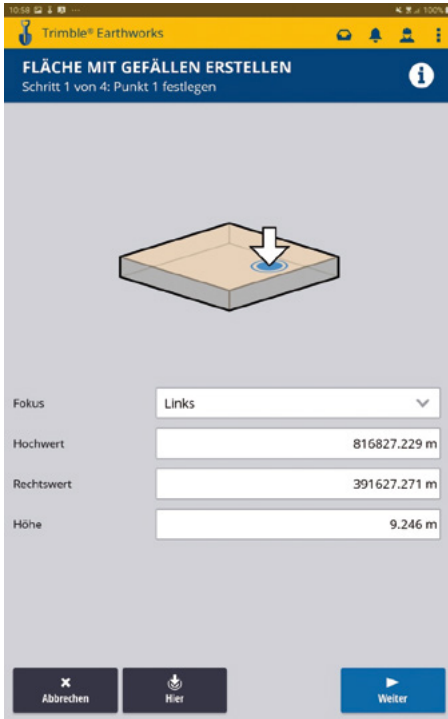 10:58 100%
Trimble® Earthworks
FLÄCHE MIT GEFÄLLEN ERSTELLEN
Schritt 1 von 4: Punkt 1 festlegen
Fokus Links
Hochwert 816827.229 m
Rechtswert 391627.271 m
Höhe 9.246 m
Abbrechen Hier Weiter